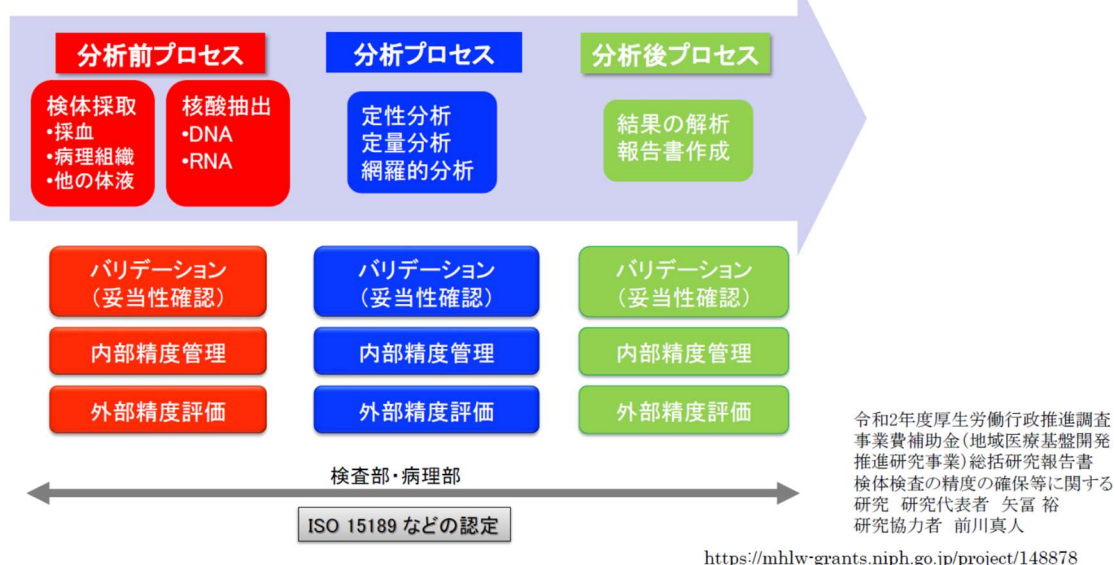 分析前プロセス
分析プロセス
分析後プロセス
検体採取
•採血
•病理組織
•他の体液
核酸抽出
•DNA
•RNA
定性分析
定量分析
網羅的分析
結果の解析
報告書作成
バリデーション
（妥当性確認）
バリデーション
（妥当性確認）
バリデーション
（妥当性確認）
内部精度管理
内部精度管理
内部精度管理
外部精度評価
外部精度評価
外部精度評価
検査部・病理部
ISO 15189 などの認定
令和2年度厚生労働行政推進調査
事業費補助金（地域医療基盤開発
推進研究事業）総括研究報告書
検体検査の精度の確保等に関する
研究 研究代表者 矢冨 裕
研究協力者 前川真人
https://mhlw-grants.niph.go.jp/project/148878